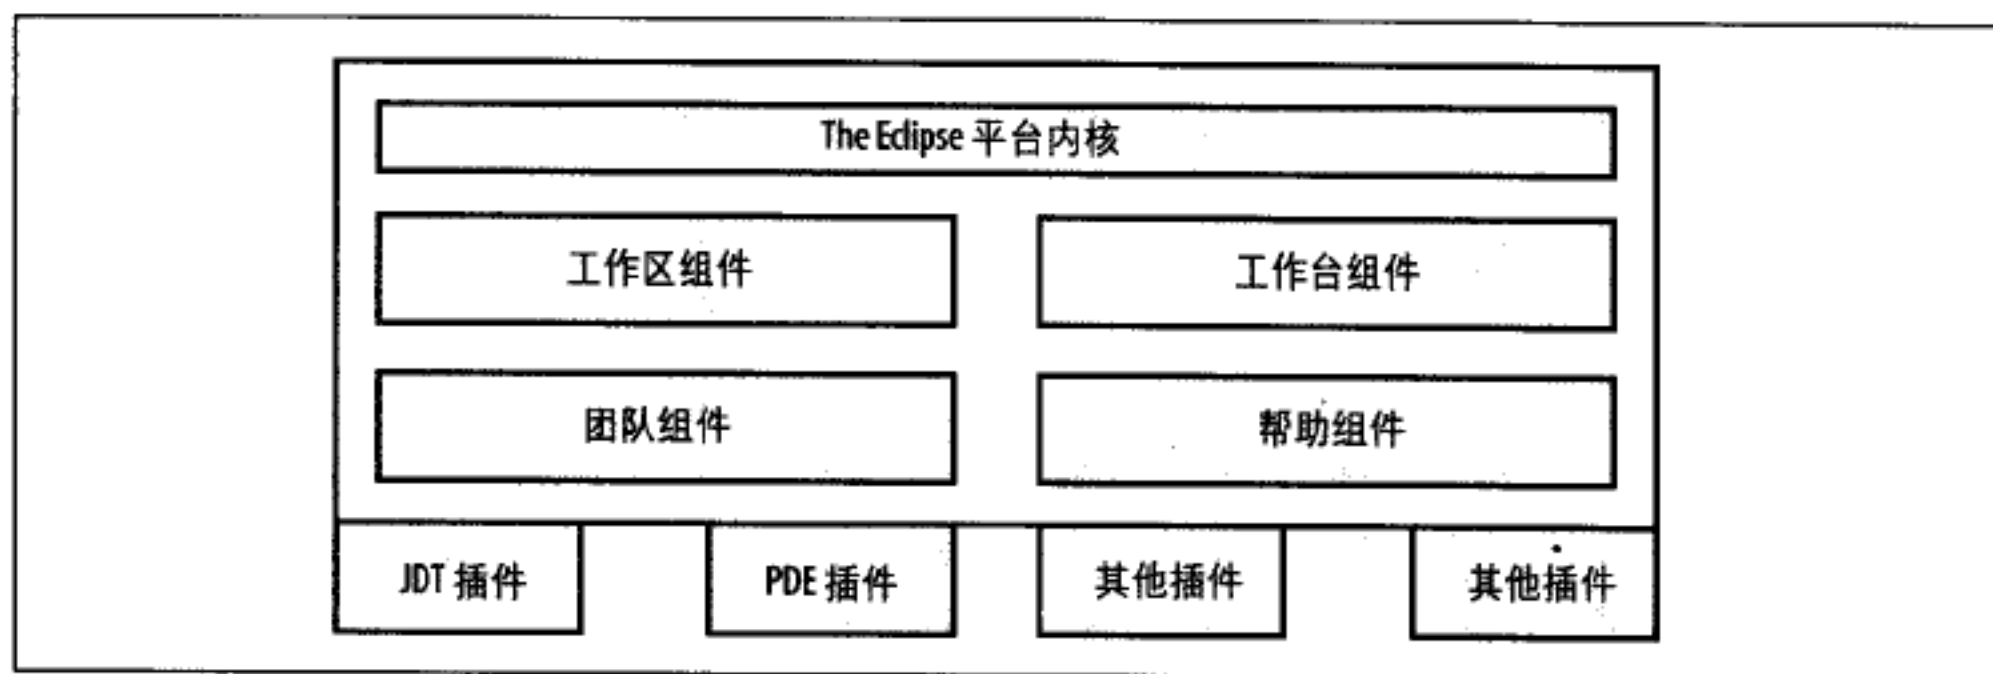 The Eclipse 平台内核
工作区组件
工作台组件
团队组件
帮助组件
JDT 插件
PDE 插件
其他插件
其他插件